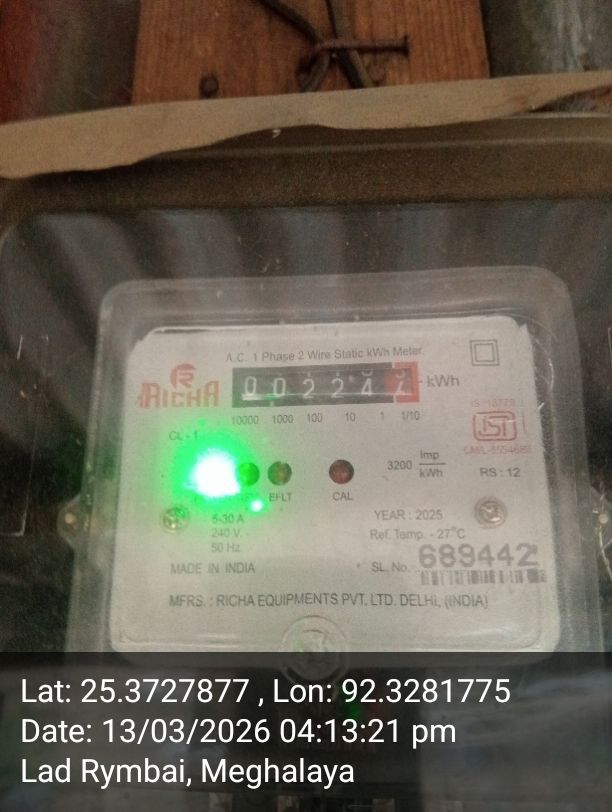 A.C. 1 Phase 2 Wire Static kWh Meter.
RICHA
0 0 2 2 4 kWh
10000 1000 100 10 1 1/10
CL - 1
IS 13779
ISI
3200 Imp/kWh
RS : 12
EFLT CAL
5-30 A
240 V.
50 Hz.
YEAR : 2025
Ref. Temp. - 27°C
MADE IN INDIA
SL. No. 689442
MFRS. : RICHA EQUIPMENTS PVT. LTD. DELHI, (INDIA)
Lat: 25.3727877 , Lon: 92.3281775
Date: 13/03/2026 04:13:21 pm
Lad Rymbai, Meghalaya